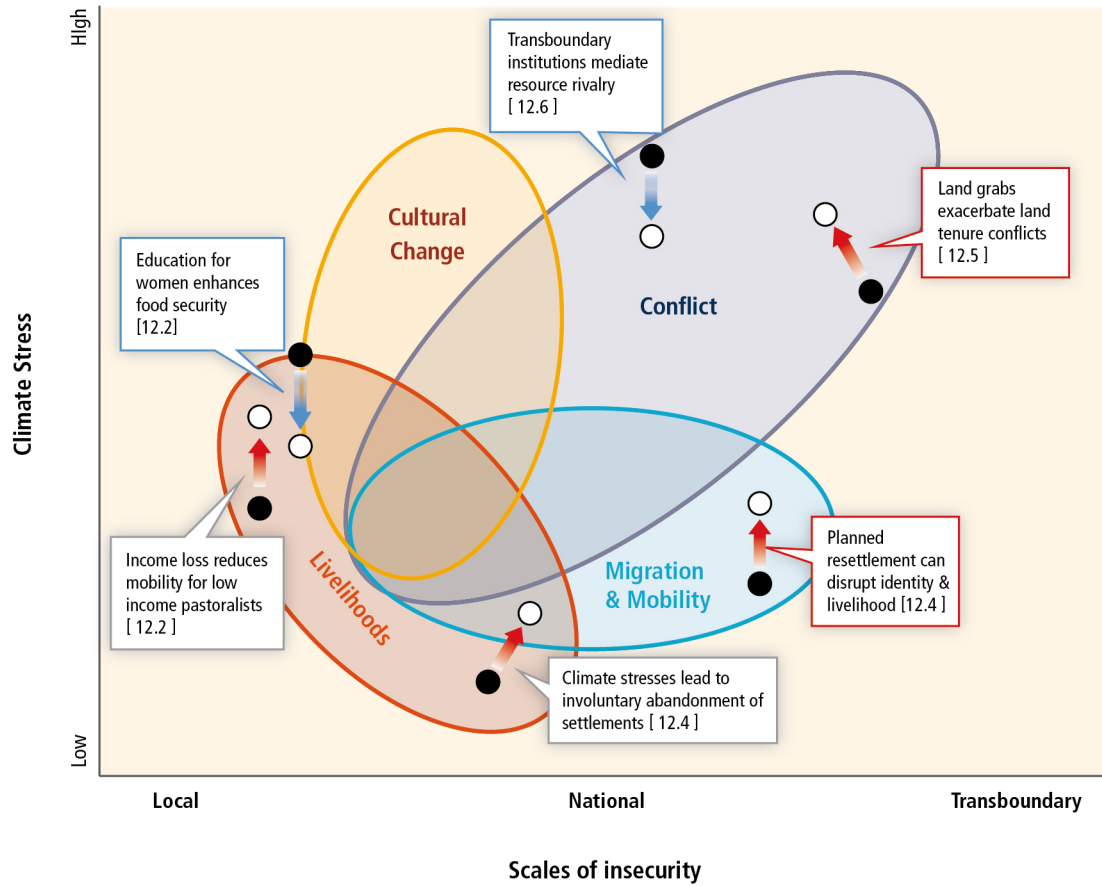 HIgh
Transboundary
institutions mediate
resource rivalry
[ 12.6 ]
Land grabs
exacerbate land
tenure conflicts
[ 12.5 ]
Cultural
Change
Education for
women enhances
food security
[12.2]
Conflict
Climate Stress
Income loss reduces
mobility for low
income pastoralists
[ 12.2 ]
Livelihoods
Migration
& Mobility
Planned
resettlement can
disrupt identity &
livelihood [12.4 ]
Climate stresses lead to
involuntary abandonment of
settlements [ 12.4 ]
Low
Local
National
Transboundary
Scales of insecurity